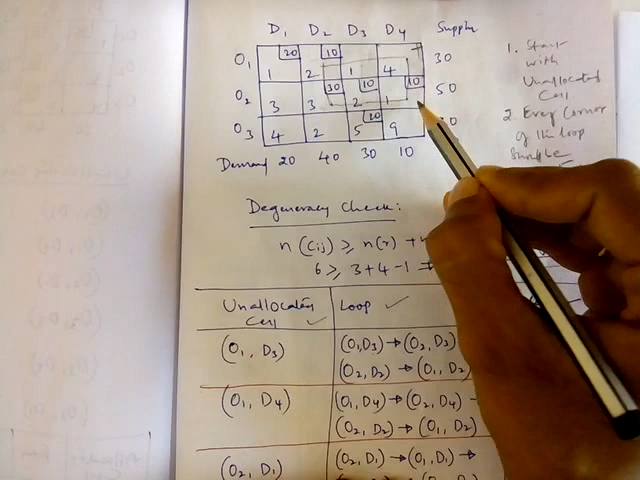 D1 D2 D3 D4 Supply
O1 20 10 30
1 2 1 4
O2 30 10 10 50
3 3 2 1
O3 20 0
4 2 5 9
Demand 20 40 30 10
1. Start
with
Unallocated
Cell
2. Every Corner
of the loop
Degeneracy Check:
n (Cij) ≥ n(r) +
6 ≥ 3+4-1 →
Unallocated Cell ✓ Loop ✓
(O1, D3) (O1,D3) → (O2, D3)
(O2, D2) → (O1, D2)
(O1, D4) (O1, D4) → (O2, D4) →
(O2, D2) → (O1, D2)
(O2, D1) (O2, D1) → (O1, D1) →